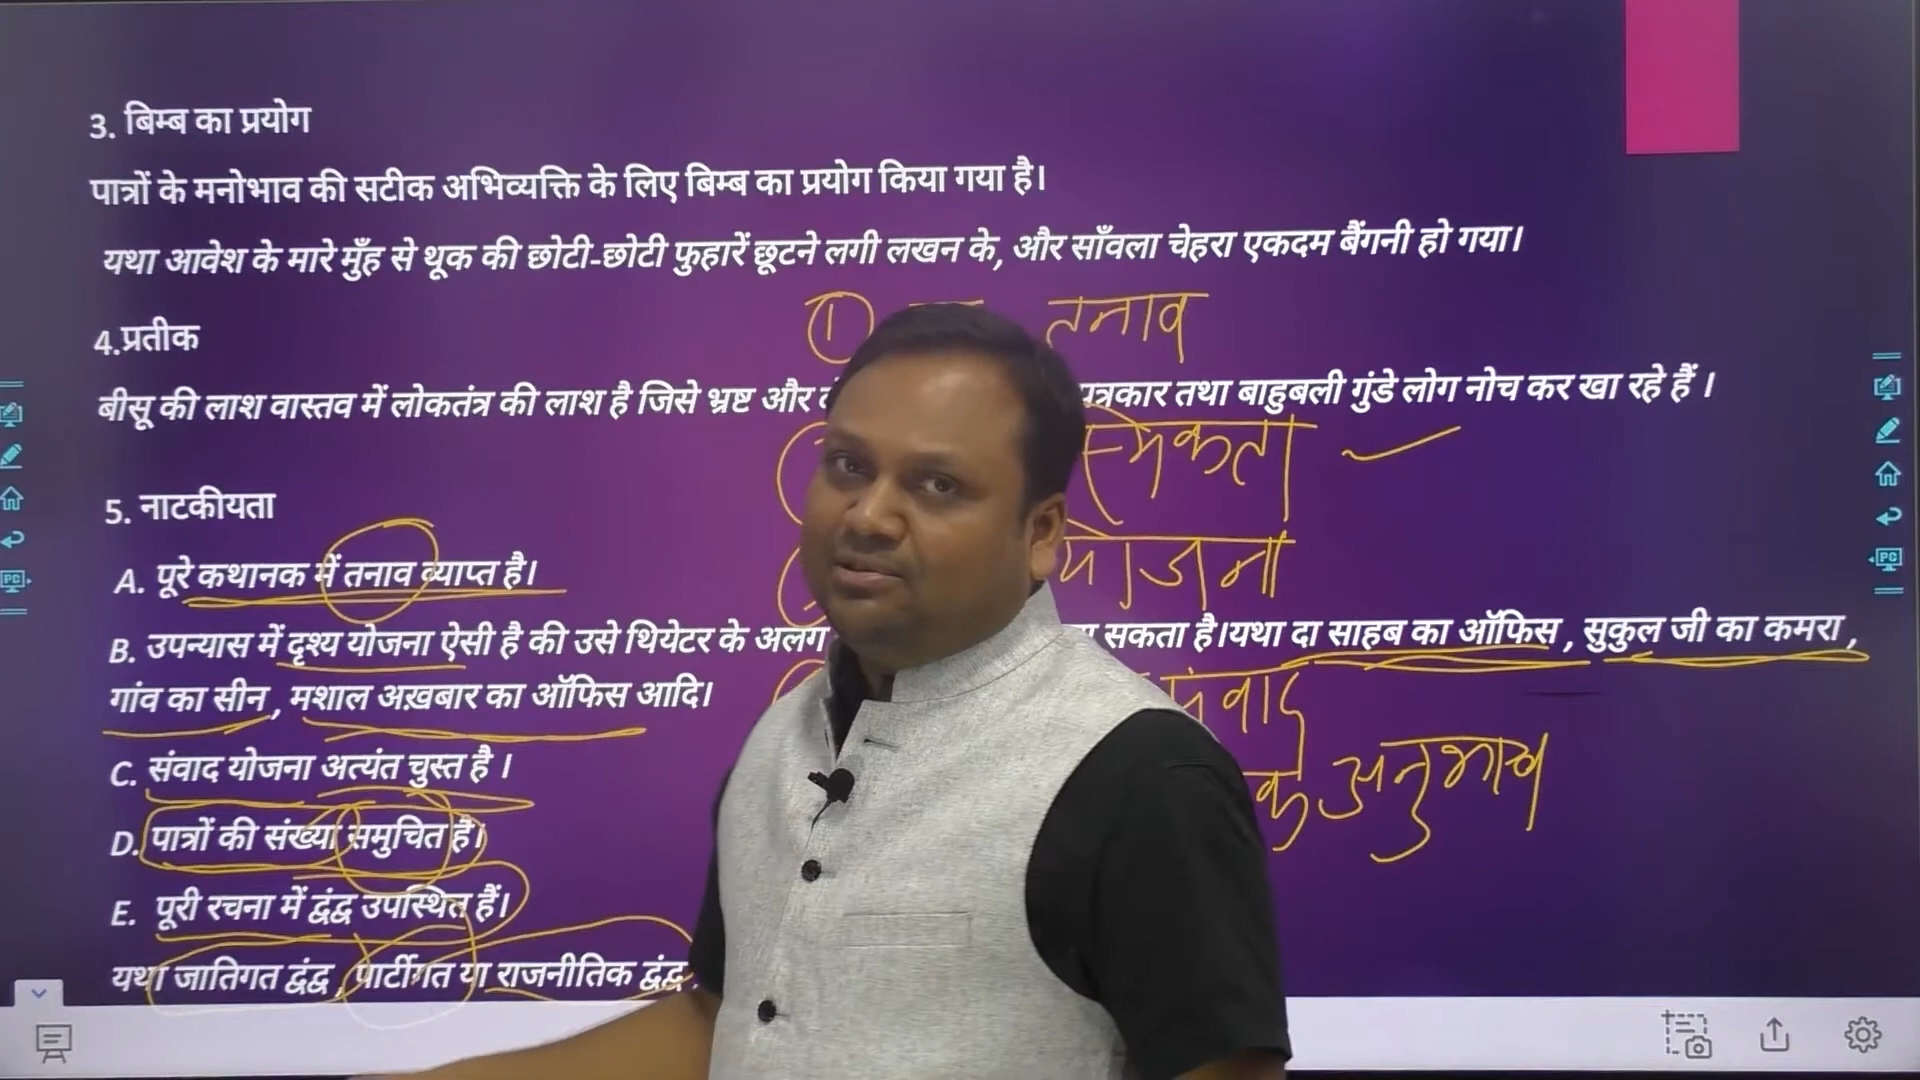 3. बिम्ब का प्रयोग
पात्रों के मनोभाव की सटीक अभिव्यक्ति के लिए बिम्ब का प्रयोग किया गया है।
यथा आवेश के मारे मुँह से थूक की छोटी-छोटी फुहारें छूटने लगी लखन के, और साँवला चेहरा एकदम बैंगनी हो गया।
① तनाव
4.प्रतीक
बीसू की लाश वास्तव में लोकतंत्र की लाश है जिसे भ्रष्ट और तथा बाहुबली गुंडे लोग नोच कर खा रहे हैं ।
5. नाटकीयता
A. पूरे कथानक में तनाव व्याप्त है।
योजना
B. उपन्यास में दृश्य योजना ऐसी है की उसे थियेटर के अलग सकता है।यथा दा साहब का ऑफिस , सुकुल जी का कमरा ,
गांव का सीन , मशाल अख़बार का ऑफिस आदि।
C. संवाद योजना अत्यंत चुस्त है ।
अनुभाव
D. पात्रों की संख्या समुचित है।
E. पूरी रचना में द्वंद्व उपस्थित हैं।
यथा जातिगत द्वंद्व , पार्टीगत या राजनीतिक द्वंद्व
PC
PC